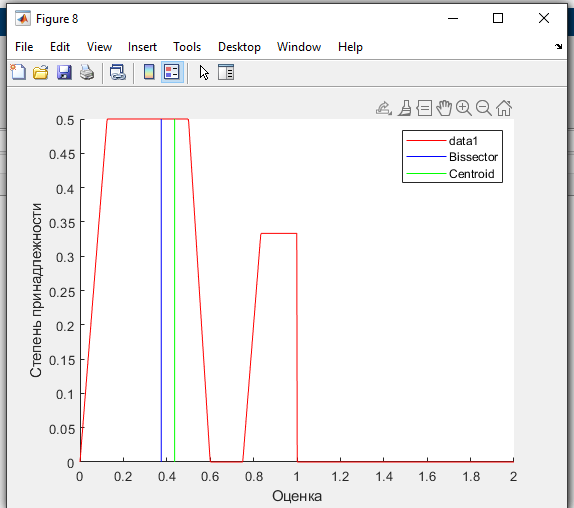 Figure 8
File Edit View Insert Tools Desktop Window Help
data1
Bissector
Centroid
0.5
0.45
0.4
0.35
0.3
0.25
0.2
0.15
0.1
0.05
0
Степень принадлежности
0 0.2 0.4 0.6 0.8 1 1.2 1.4 1.6 1.8 2
Оценка